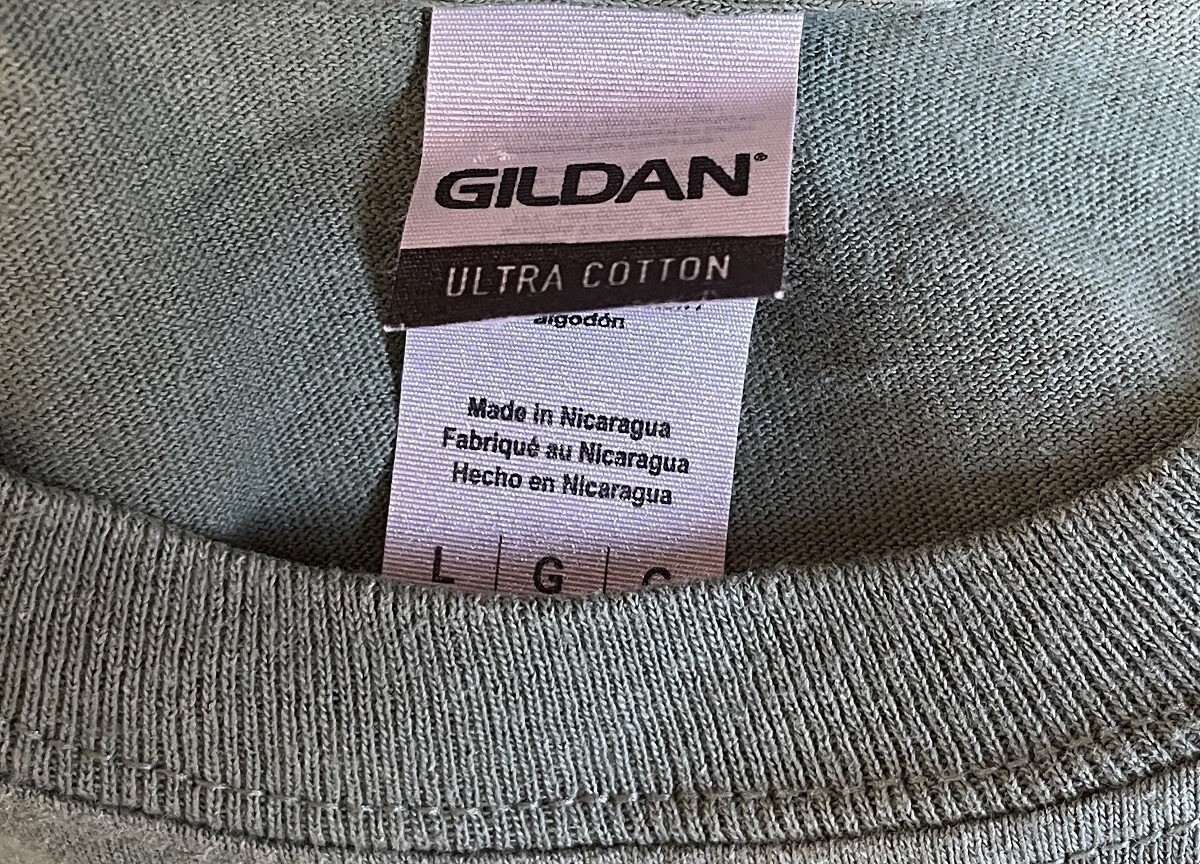 GILDAN®
ULTRA COTTON
algodón
Made in Nicaragua
Fabriqué au Nicaragua
Hecho en Nicaragua
L G G